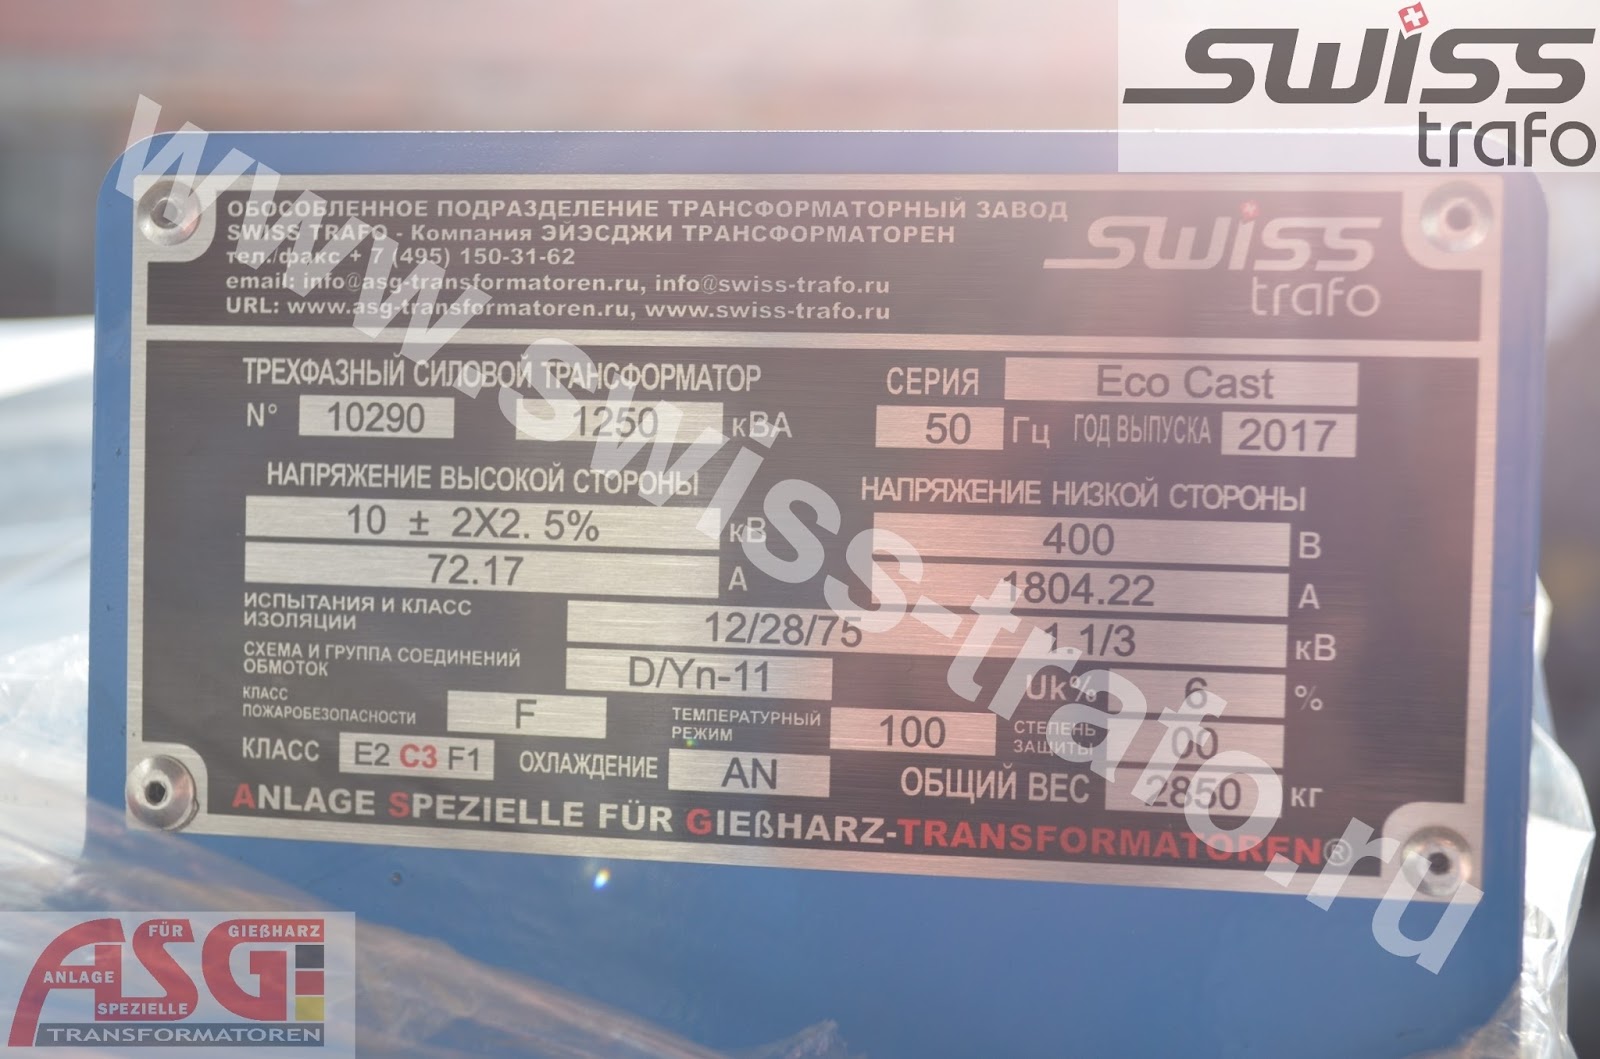 swiss
trafo
www.swiss-trafo.ru
ОБОСОБЛЕННОЕ ПОДРАЗДЕЛЕНИЕ ТРАНСФОРМАТОРНЫЙ ЗАВОД
SWISS TRAFO - Компания ЭЙЭСДЖИ ТРАНСФОРМАТОРЕН
тел./факс + 7 (495) 150-31-62
email: info@asg-transformatoren.ru, info@swiss-trafo.ru
URL: www.asg-transformatoren.ru, www.swiss-trafo.ru
swiss
trafo
ТРЕХФАЗНЫЙ СИЛОВОЙ ТРАНСФОРМАТОР СЕРИЯ Eco Cast
N° 10290 1250 кВА 50 Гц ГОД ВЫПУСКА 2017
НАПРЯЖЕНИЕ ВЫСОКОЙ СТОРОНЫ НАПРЯЖЕНИЕ НИЗКОЙ СТОРОНЫ
10 ± 2X2. 5% кВ 400 В
72.17 А 1804.22 А
ИСПЫТАНИЯ И КЛАСС
ИЗОЛЯЦИИ 12/28/75 1.1/3 кВ
СХЕМА И ГРУППА СОЕДИНЕНИЙ
ОБМОТОК D/Yn-11 Uk% 6 %
КЛАСС
ПОЖАРОБЕЗОПАСНОСТИ F ТЕМПЕРАТУРНЫЙ
РЕЖИМ 100 СТЕПЕНЬ
ЗАЩИТЫ 00
КЛАСС E2 C3 F1 ОХЛАЖДЕНИЕ AN ОБЩИЙ ВЕС 2850 кг
ANLAGE SPEZIELLE FÜR GIEßHARZ-TRANSFORMATOREN®
ASG
FÜR GIEßHARZ
ANLAGE
SPEZIELLE
TRANSFORMATOREN